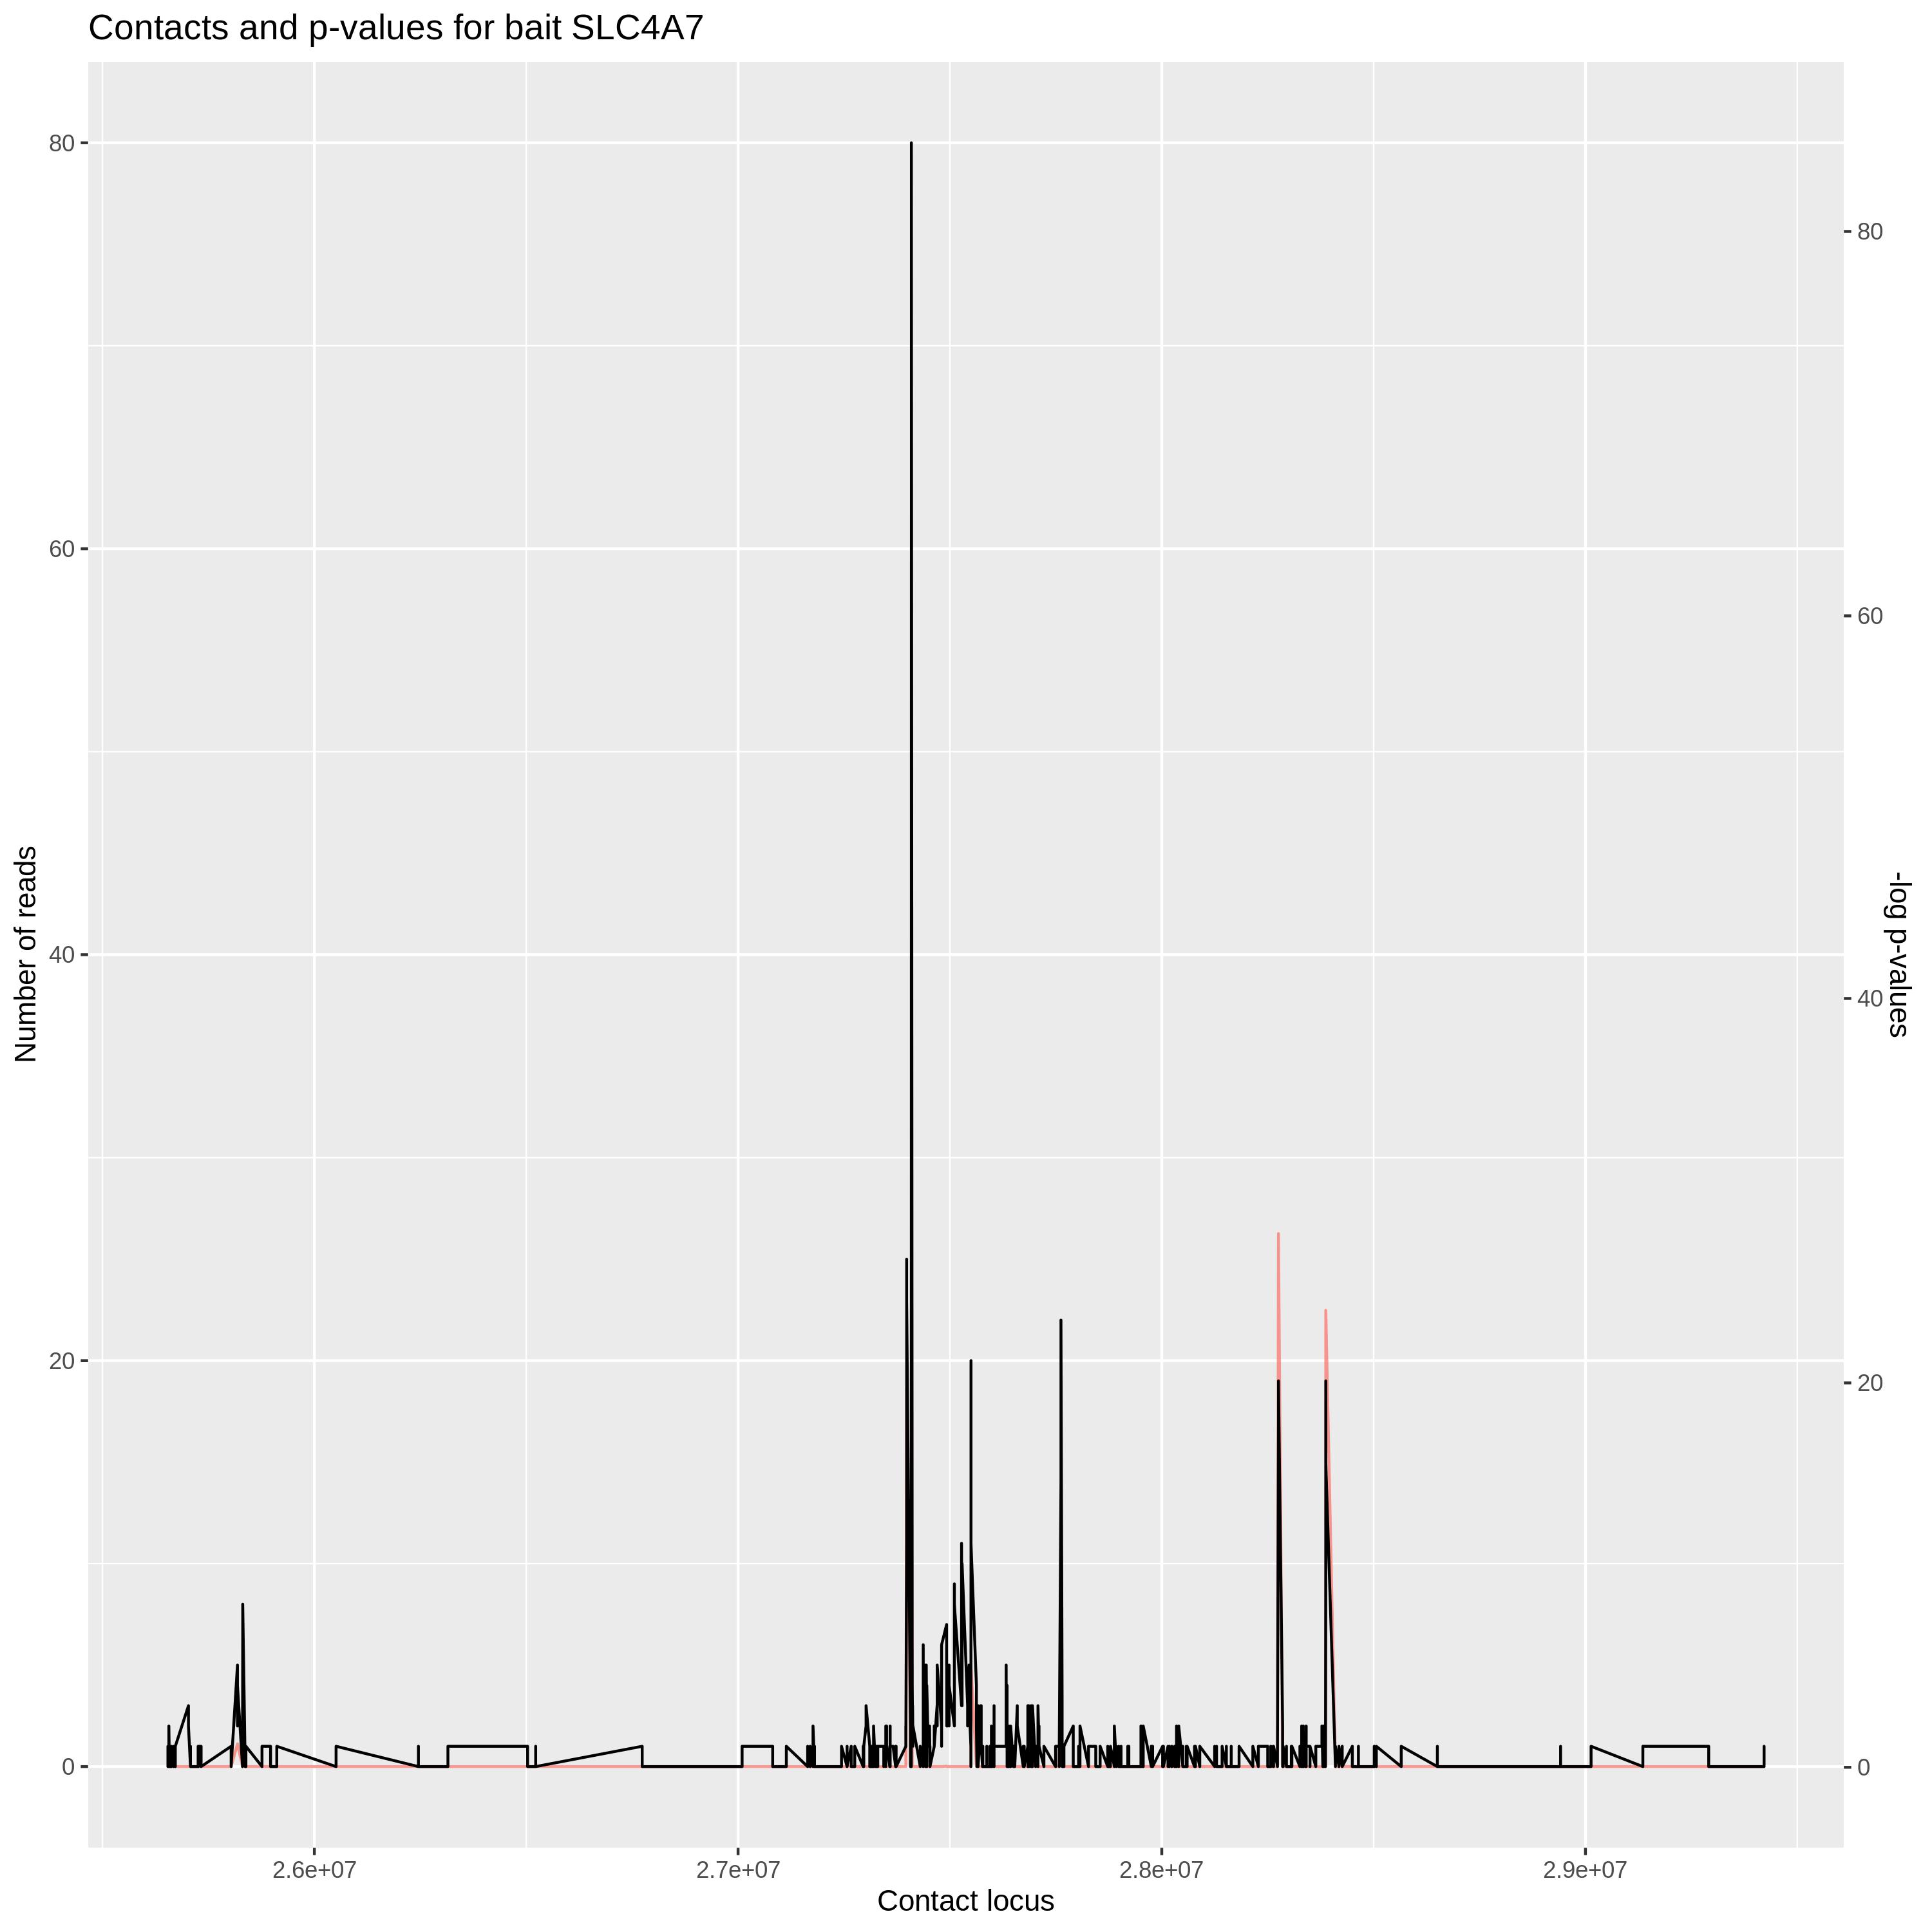 Contacts and p-values for bait SLC4A7
80
60
40
20
0
Number of reads
80
60
40
20
0
-log p-values
2.6e+07
2.7e+07
2.8e+07
2.9e+07
Contact locus